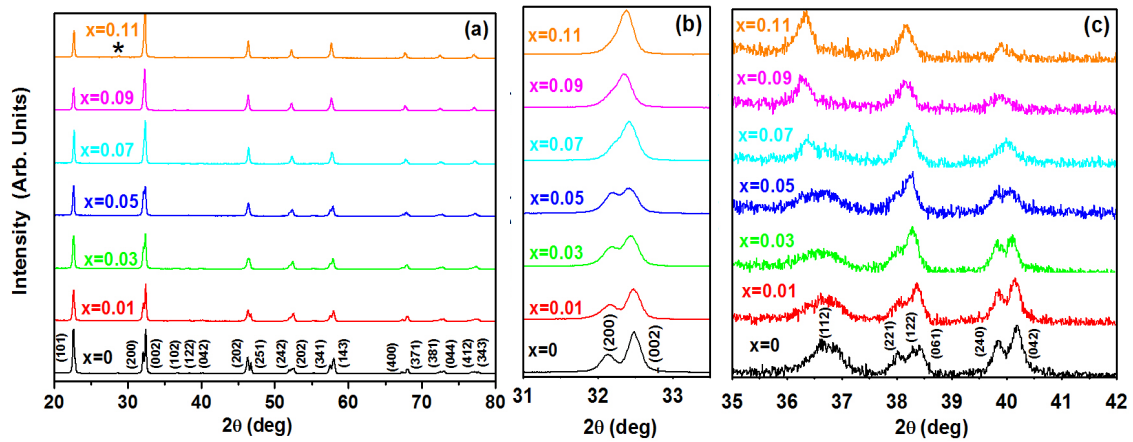 Intensity (Arb. Units)
(a)
x=0.11
*
x=0.09
x=0.07
x=0.05
x=0.03
x=0.01
x=0
(101)
(200)
(002)
(102)
(122)
(042)
(202)
(251)
(242)
(202)
(341)
(143)
(400)
(371)
(381)
(044)
(412)
(343)
20 30 40 50 60 70 80
2θ (deg)
(b)
x=0.11
x=0.09
x=0.07
x=0.05
x=0.03
x=0.01
x=0
(200)
(002)
31 32 33
2θ (deg)
(c)
x=0.11
x=0.09
x=0.07
x=0.05
x=0.03
x=0.01
x=0
(112)
(221)
(122)
(061)
(240)
(042)
35 36 37 38 39 40 41 42
2θ (deg)